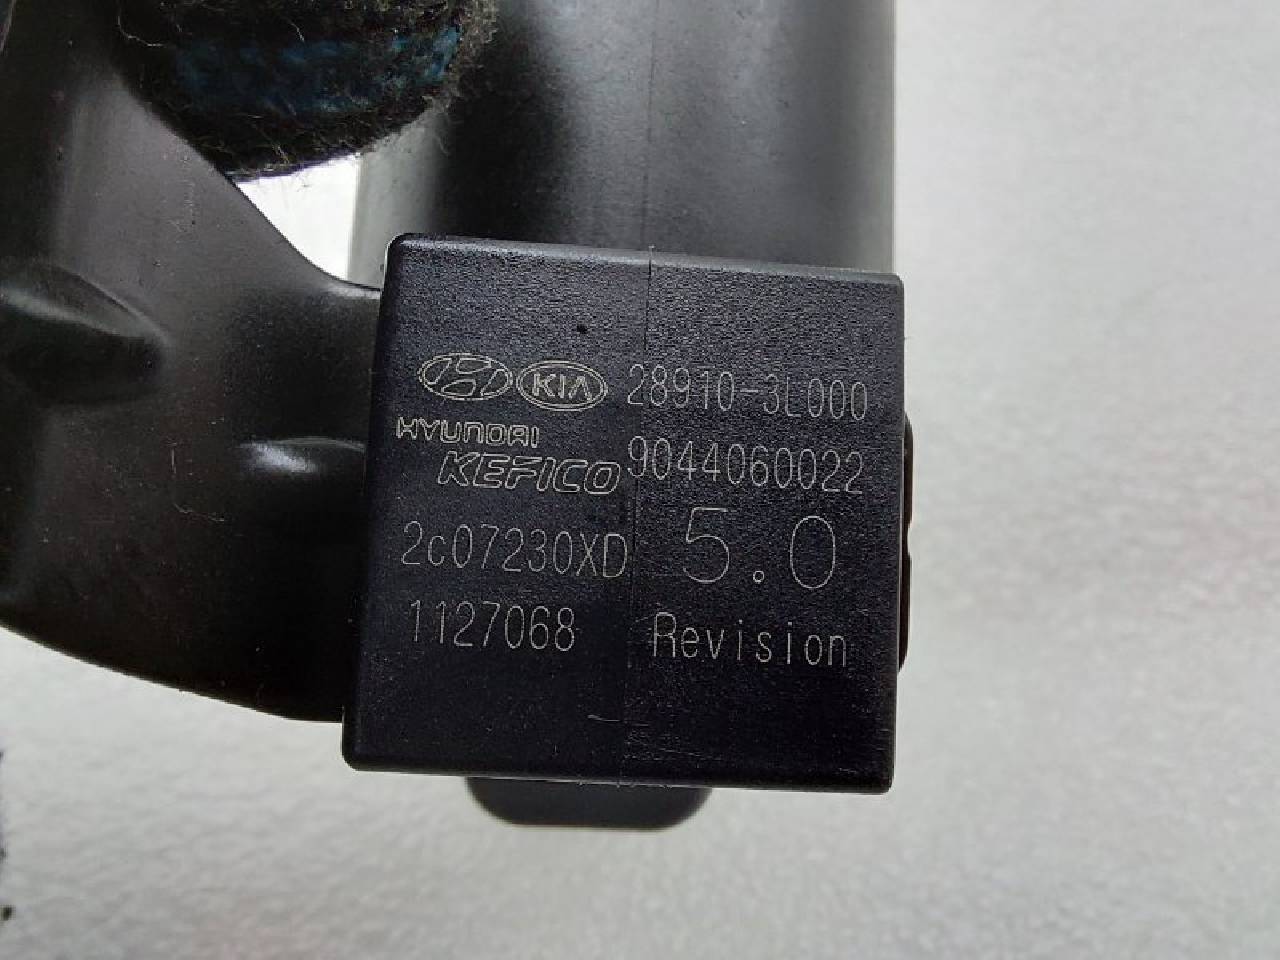 KIA 28910-3L000
HYUNDAI
KEFICO 9044060022
2c07230XD 5.0
1127068 Revision